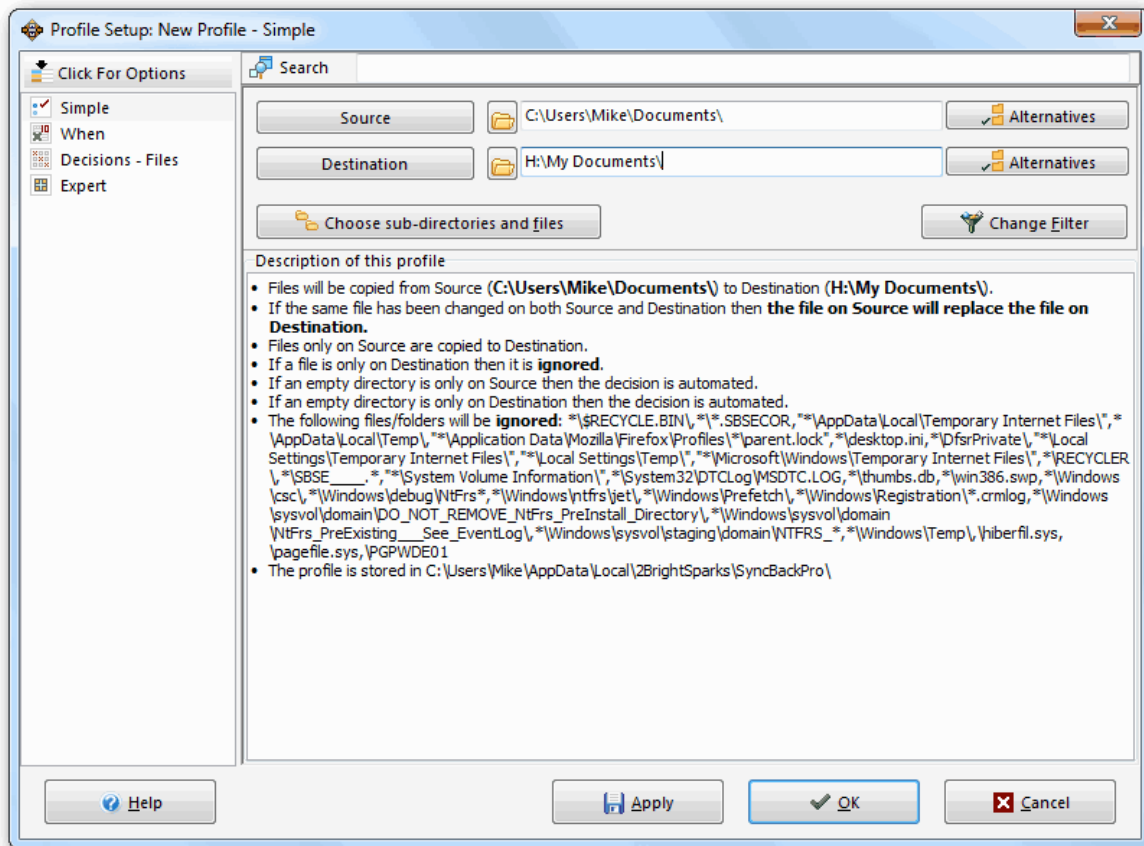 Profile Setup: New Profile - Simple
Click For Options
Search
Simple
When
Decisions - Files
Expert
Source
C:\Users\Mike\Documents\
Alternatives
Destination
H:\My Documents\
Alternatives
Choose sub-directories and files
Change Filter
Description of this profile
• Files will be copied from Source (C:\Users\Mike\Documents\) to Destination (H:\My Documents\).
• If the same file has been changed on both Source and Destination then the file on Source will replace the file on
Destination.
• Files only on Source are copied to Destination.
• If a file is only on Destination then it is ignored.
• If an empty directory is only on Source then the decision is automated.
• If an empty directory is only on Destination then the decision is automated.
• The following files/folders will be ignored: *\$RECYCLE.BIN\,*\*.SBSECOR,"*\AppData\Local\Temporary Internet Files\",*
\AppData\Local\Temp\,"*\Application Data\Mozilla\Firefox\Profiles\*\parent.lock",*\desktop.ini,*\DfsrPrivate\,"*\Local
Settings\Temporary Internet Files\","*\Local Settings\Temp\","*\Microsoft\Windows\Temporary Internet Files\",*\RECYCLER
\,*\SBSE____.*,"*\System Volume Information\",*\System32\DTCLog\MSDTC.LOG,*\thumbs.db,*\win386.swp,*\Windows
\csc\,*\Windows\debug\NtFrs*,*\Windows\ntfrs\jet\,*\Windows\Prefetch\,*\Windows\Registration\*.crmlog,*\Windows
\sysvol\domain\DO_NOT_REMOVE_NtFrs_PreInstall_Directory\,*\Windows\sysvol\domain
\NtFrs_PreExisting___See_EventLog\,*\Windows\sysvol\staging\domain\NTFRS_*,*\Windows\Temp\,\hiberfil.sys,
\pagefile.sys,\PGPWDE01
• The profile is stored in C:\Users\Mike\AppData\Local\2BrightSparks\SyncBackPro\
Help
Apply
OK
Cancel